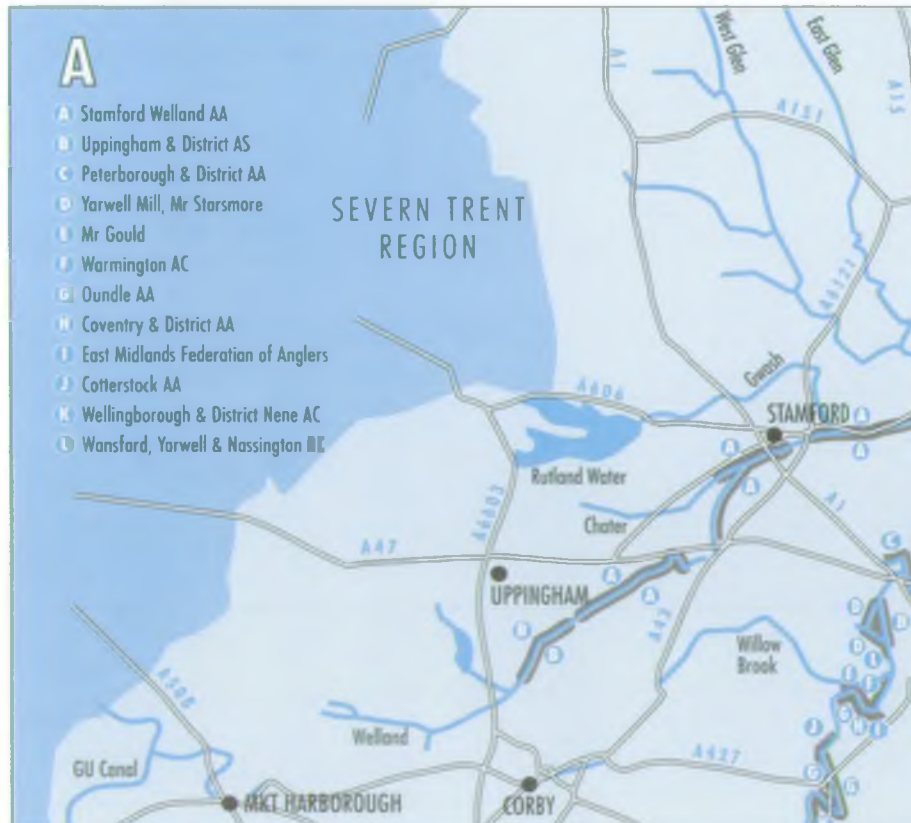 A
A Stamford Welland AA
B Uppingham & District AS
C Peterborough & District AA
D Yarwell Mill, Mr Starsmore
E Mr Gould
F Warmington AC
G Oundle AA
H Coventry & District AA
I East Midlands Federation of Anglers
J Cotterstock AA
K Wellingborough & District Nene AC
L Wansford, Yarwell & Nassington
SEVERN TRENT
REGION
A1
West Glen
East Glen
A15
A151
A6121
Gwash
A606
STAMFORD
A
A
A
A
Rutland Water
A1
Chater
A6003
A47
C
UPPINGHAM
A
A
A43
B
B
D
D
Willow
Brook
A508
Welland
J
H
A427
G
GU Canal
MKT HARBOROUGH
CORBY